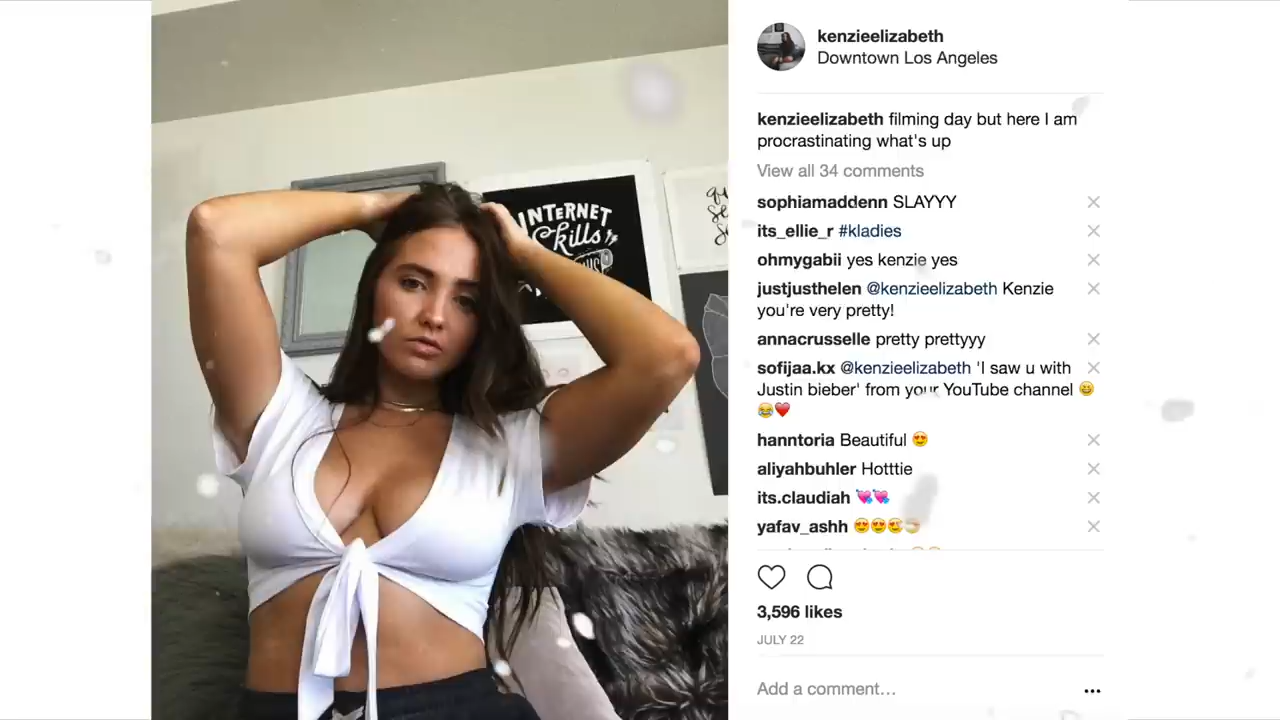 kenzieelizabeth
Downtown Los Angeles
kenzieelizabeth filming day but here I am
procrastinating what's up
View all 34 comments
sophiamaddenn SLAYYY
its_ellie_r #kladies
ohmygabii yes kenzie yes
justjusthelen @kenzieelizabeth Kenzie
you're very pretty!
annacrusselle pretty prettyyy
sofijaa.kx @kenzieelizabeth 'I saw u with
Justin bieber' from your YouTube channel 😆
😂❤️
hanntoria Beautiful 😍
aliyahbuhler Hotttie
its.claudiah 💘💘
yafav_ashh 😍😍😍
3,596 likes
JULY 22
Add a comment…
INTERNET
kills